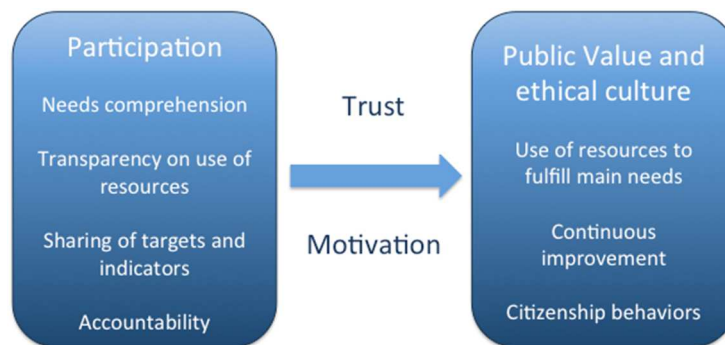 Participation
Needs comprehension
Transparency on use of
resources
Sharing of targets and
indicators
Accountability
Trust
Motivation
Public Value and
ethical culture
Use of resources to
fulfill main needs
Continuous
improvement
Citizenship behaviors